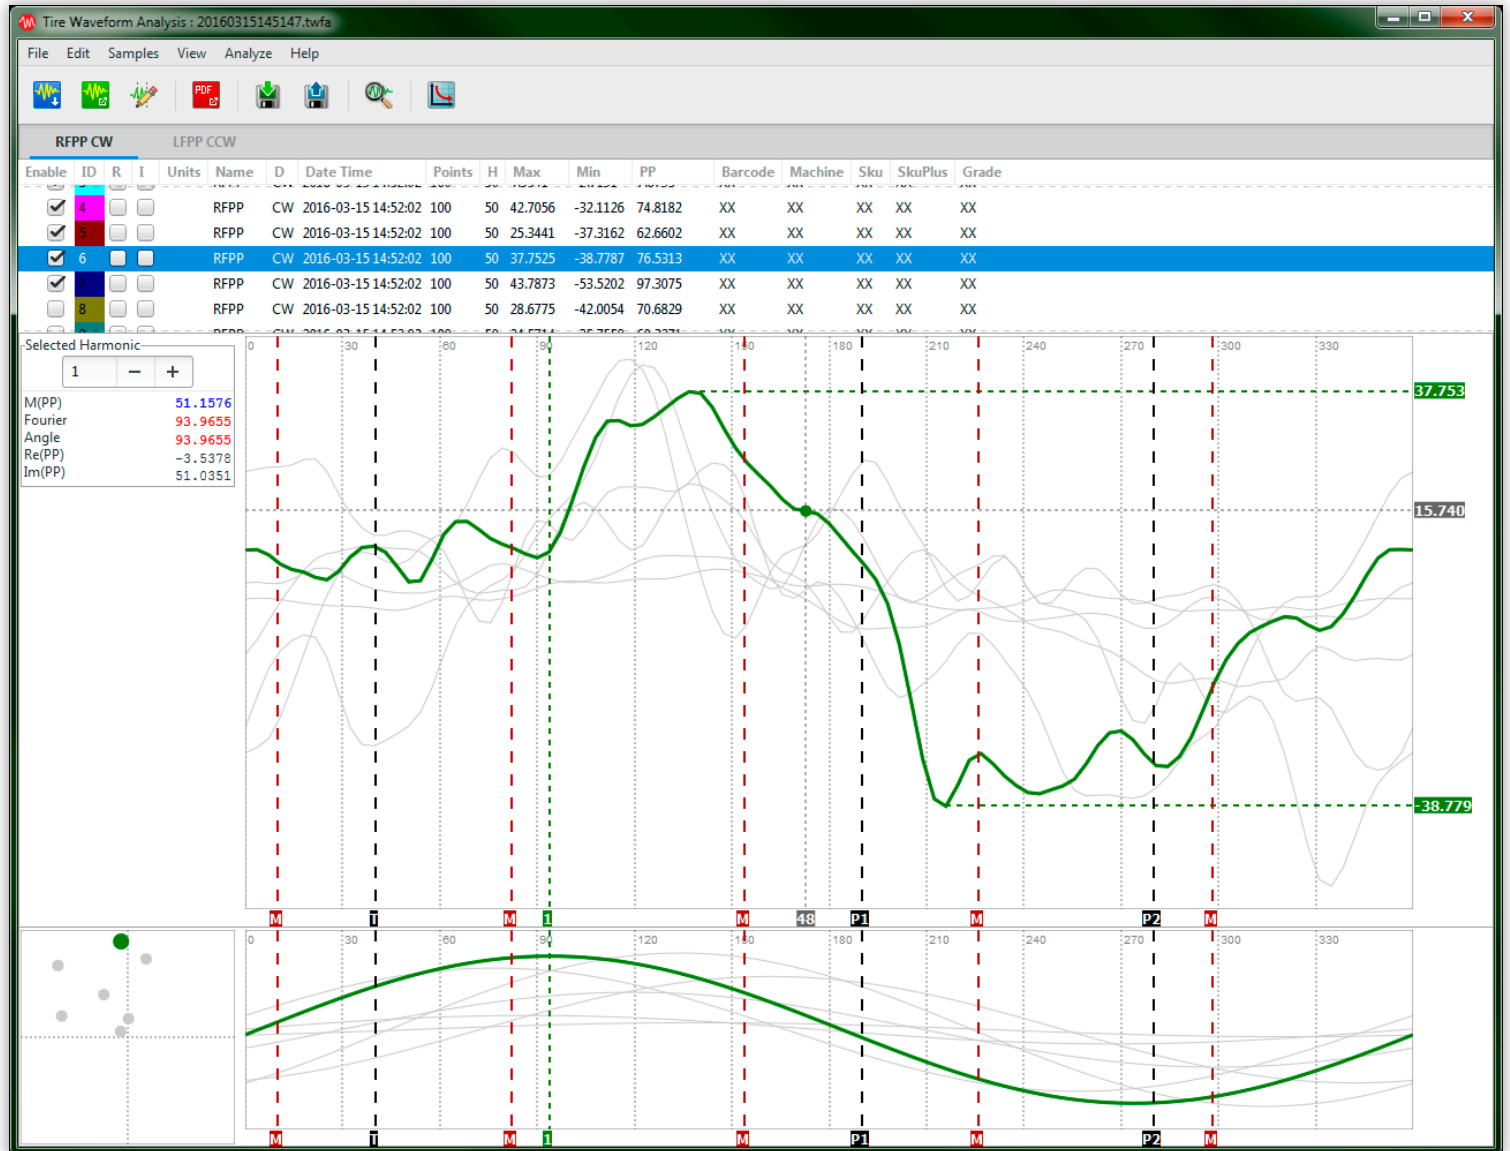 Tire Waveform Analysis : 20160315145147.twfa
File Edit Samples View Analyze Help
PDF
RFPP CW LFPP CCW
Enable ID R I Units Name D Date Time Points H Max Min PP Barcode Machine Sku SkuPlus Grade
4 RFPP CW 2016-03-15 14:52:02 100 50 42.7056 -32.1126 74.8182 XX XX XX XX XX
5 RFPP CW 2016-03-15 14:52:02 100 50 25.3441 -37.3162 62.6602 XX XX XX XX XX
6 RFPP CW 2016-03-15 14:52:02 100 50 37.7525 -38.7787 76.5313 XX XX XX XX XX
RFPP CW 2016-03-15 14:52:02 100 50 43.7873 -53.5202 97.3075 XX XX XX XX XX
8 RFPP CW 2016-03-15 14:52:02 100 50 28.6775 -42.0054 70.6829 XX XX XX XX XX
Selected Harmonic
1 − +
M(PP) 51.1576
Fourier 93.9655
Angle 93.9655
Re(PP) -3.5378
Im(PP) 51.0351
0 30 60 90 120 150 180 210 240 270 300 330
37.753
15.740
-38.779
M T M 1 M 48 P1 M P2 M
0 30 60 90 120 150 180 210 240 270 300 330
M T M 1 M P1 M P2 M